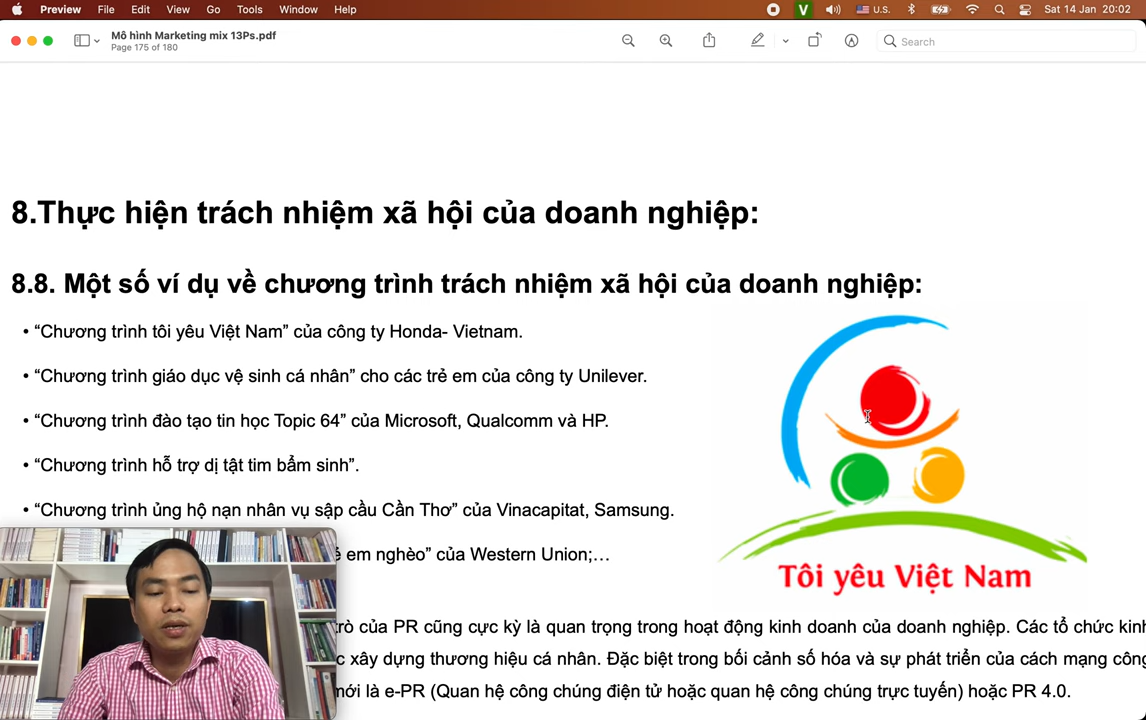 Preview File Edit View Go Tools Window Help V U.S. Sat 14 Jan 20:02
Mô hình Marketing mix 13Ps.pdf
Page 175 of 180
Search
8.Thực hiện trách nhiệm xã hội của doanh nghiệp:
8.8. Một số ví dụ về chương trình trách nhiệm xã hội của doanh nghiệp:
• “Chương trình tôi yêu Việt Nam” của công ty Honda- Vietnam.
• “Chương trình giáo dục vệ sinh cá nhân” cho các trẻ em của công ty Unilever.
• “Chương trình đào tạo tin học Topic 64” của Microsoft, Qualcomm và HP.
• “Chương trình hỗ trợ dị tật tim bẩm sinh”.
• “Chương trình ủng hộ nạn nhân vụ sập cầu Cần Thơ” của Vinacapitat, Samsung.
em nghèo” của Western Union;…
Tôi yêu Việt Nam
trò của PR cũng cực kỳ là quan trọng trong hoạt động kinh doanh của doanh nghiệp. Các tổ chức kinh
xây dựng thương hiệu cá nhân. Đặc biệt trong bối cảnh số hóa và sự phát triển của cách mạng công
mới là e-PR (Quan hệ công chúng điện tử hoặc quan hệ công chúng trực tuyến) hoặc PR 4.0.